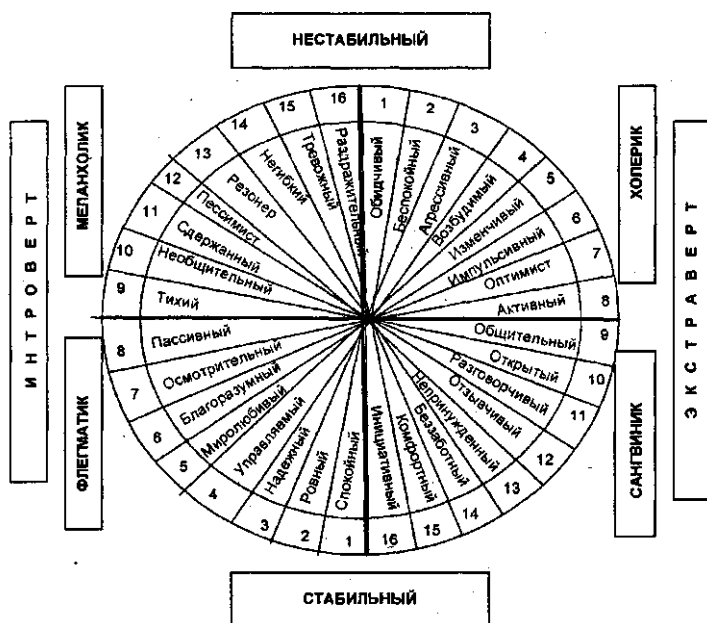 НЕСТАБИЛЬНЫЙ
ИНТРОВЕРТ
МЕЛАНХОЛИК
ФЛЕГМАТИК
ХОЛЕРИК
САНГВИНИК
ЭКСТРАВЕРТ
1
2
3
4
5
6
7
8
9
10
11
12
13
14
15
16
Обидчивый
Беспокойный
Агрессивный
Возбудимый
Изменчивый
Импульсивный
Оптимист
Активный
Общительный
Открытый
Разговорчивый
Отзывчивый
Непринужденный
Беззаботный
Комфортный
Инициативный
1
2
3
4
5
6
7
8
9
10
11
12
13
14
15
16
Спокойный
Ровный
Надежный
Управляемый
Миролюбивый
Благоразумный
Осмотрительный
Пассивный
Тихий
Необщительный
Сдержанный
Пессимист
Резонер
Негибкий
Тревожный
Раздражительный
СТАБИЛЬНЫЙ